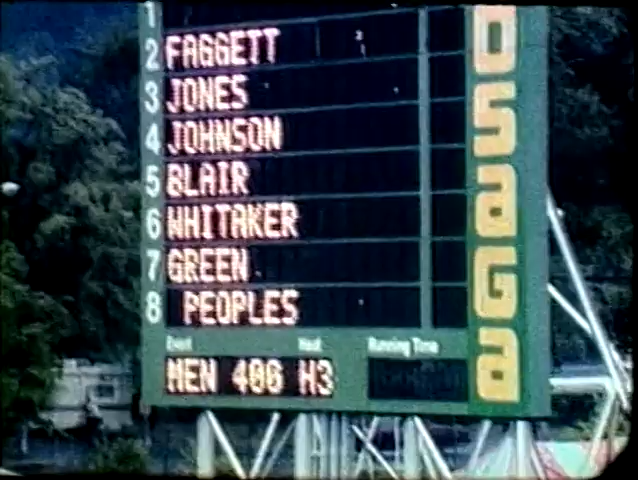 1
2 FAGGETT
3 JONES
4 JOHNSON
5 BLAIR
6 WHITAKER
7 GREEN
8 PEOPLES
Event Heat Running Time
MEN 400 H3
OSaGa